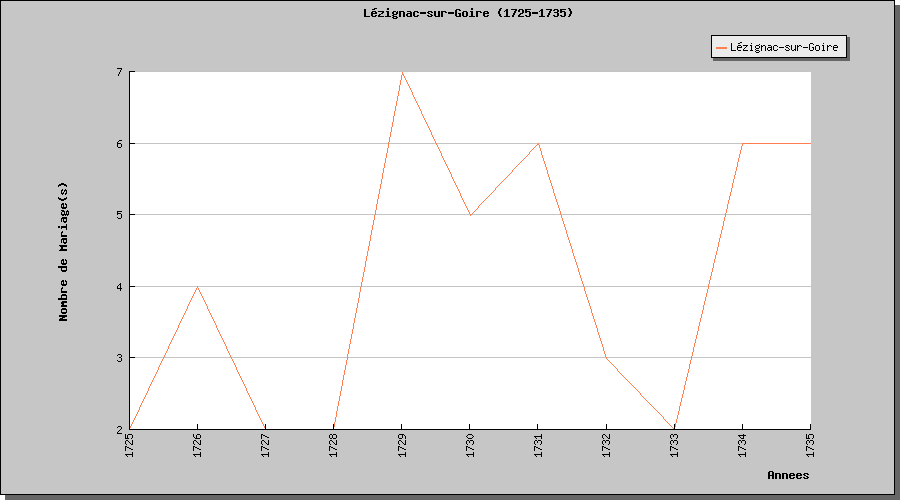 Lézignac-sur-Goire (1725-1735)
Lézignac-sur-Goire
7
6
5
4
3
2
Nombre de Mariage(s)
1725 1726 1727 1728 1729 1730 1731 1732 1733 1734 1735
Annees